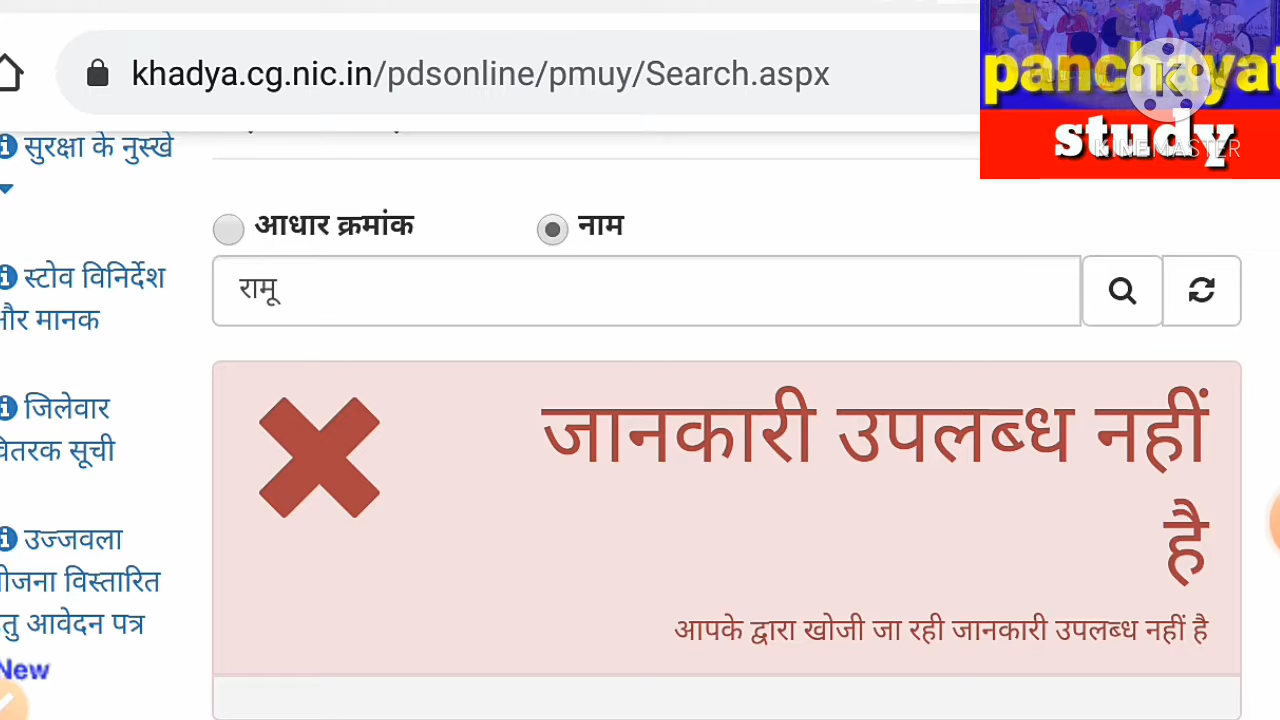 khadya.cg.nic.in/pdsonline/pmuy/Search.aspx
panchayat
study
KINEMASTER
सुरक्षा के नुस्खे
आधार क्रमांक
नाम
रामू
स्टोव विनिर्देश
और मानक
जिलेवार
वितरक सूची
जानकारी उपलब्ध नहीं
है
आपके द्वारा खोजी जा रही जानकारी उपलब्ध नहीं है
उज्जवला
योजना विस्तारित
हेतु आवेदन पत्र
New